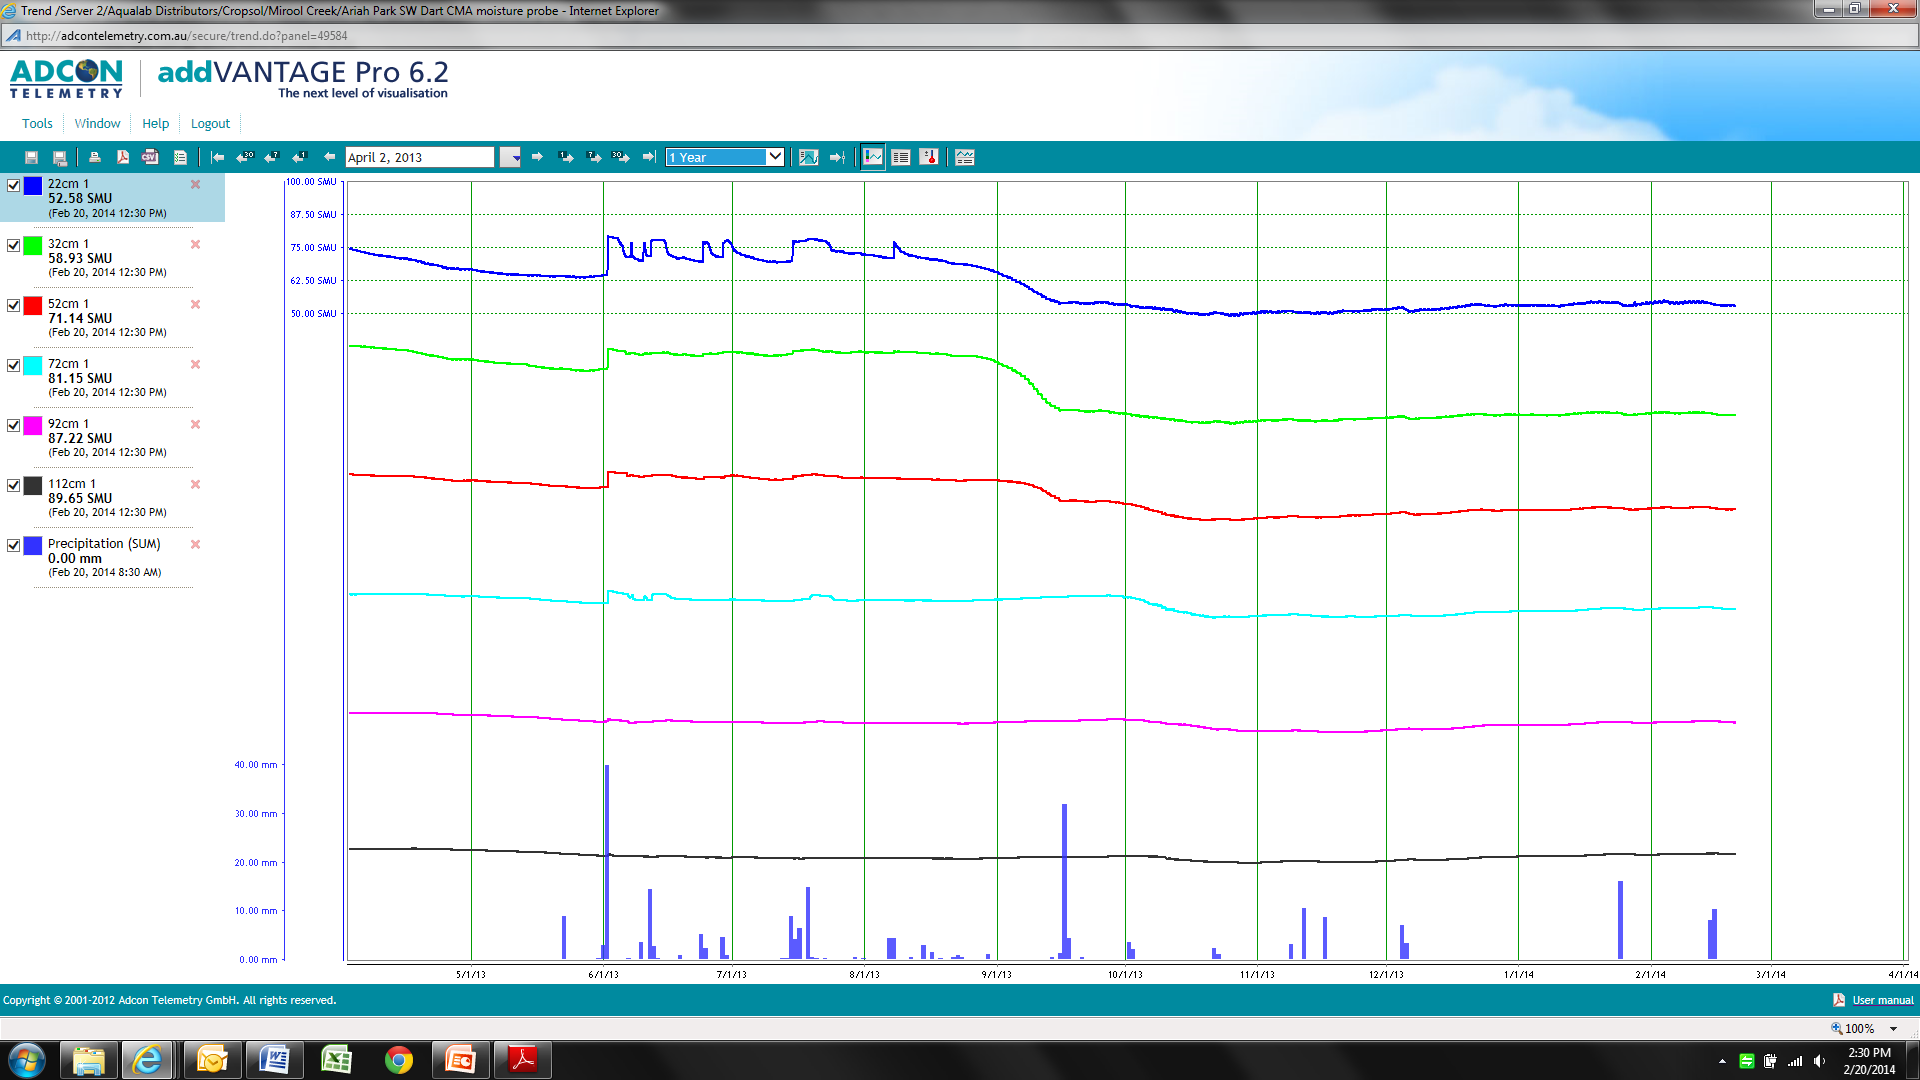 Trend /Server 2/Aqualab Distributors/Cropsol/Mirool Creek/Ariah Park SW Dart CMA moisture probe - Internet Explorer
http://adcontelemetry.com.au/secure/trend.do?panel=49584
ADCON TELEMETRY
addVANTAGE Pro 6.2
The next level of visualisation
Tools Window Help Logout
CSV 30 7 1 April 2, 2013 1 7 30 1 Year
22cm 1
52.58 SMU
(Feb 20, 2014 12:30 PM)
32cm 1
58.93 SMU
(Feb 20, 2014 12:30 PM)
52cm 1
71.14 SMU
(Feb 20, 2014 12:30 PM)
72cm 1
81.15 SMU
(Feb 20, 2014 12:30 PM)
92cm 1
87.22 SMU
(Feb 20, 2014 12:30 PM)
112cm 1
89.65 SMU
(Feb 20, 2014 12:30 PM)
Precipitation (SUM)
0.00 mm
(Feb 20, 2014 8:30 AM)
100.00 SMU
87.50 SMU
75.00 SMU
62.50 SMU
50.00 SMU
40.00 mm
30.00 mm
20.00 mm
10.00 mm
0.00 mm
5/1/13 6/1/13 7/1/13 8/1/13 9/1/13 10/1/13 11/1/13 12/1/13 1/1/14 2/1/14 3/1/14 4/1/14
Copyright © 2001-2012 Adcon Telemetry GmbH. All rights reserved.
User manual
100%
2:30 PM
2/20/2014